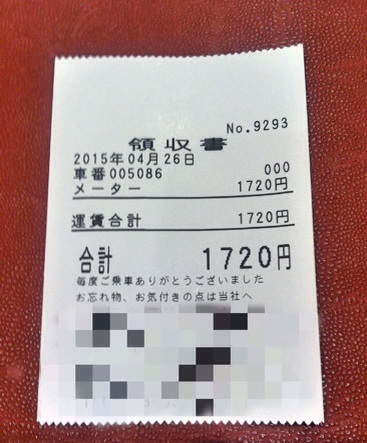 No.9293
領収書
2015年04月26日
車番005086 000
メーター 1720円
運賃合計 1720円
合計 1720円
毎度ご乗車ありがとうございました
お忘れ物、お気付きの点は当社へ